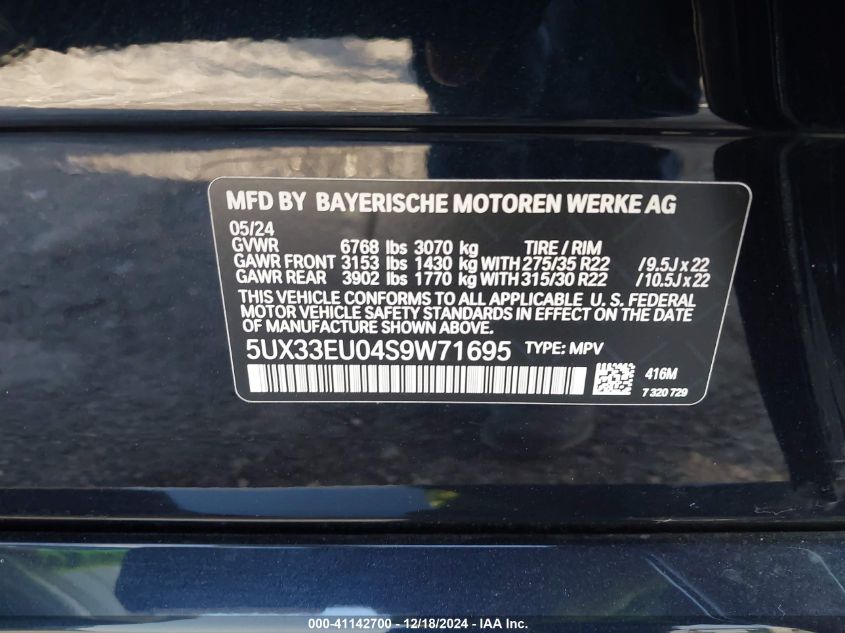 MFD BY BAYERISCHE MOTOREN WERKE AG
05/24
GVWR 6768 lbs 3070 kg TIRE / RIM
GAWR FRONT 3153 lbs 1430 kg WITH 275/35 R22 /9.5J x 22
GAWR REAR 3902 lbs 1770 kg WITH 315/30 R22 /10.5J x 22
THIS VEHICLE CONFORMS TO ALL APPLICABLE U. S. FEDERAL
MOTOR VEHICLE SAFETY STANDARDS IN EFFECT ON THE DATE
OF MANUFACTURE SHOWN ABOVE.
5UX33EU04S9W71695 TYPE: MPV
416M
7 320 729
000-41142700 - 12/18/2024 - IAA Inc.